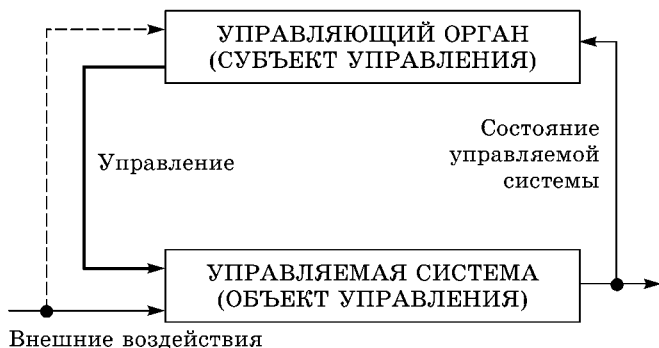 УПРАВЛЯЮЩИЙ ОРГАН
(СУБЪЕКТ УПРАВЛЕНИЯ)
Управление
Состояние
управляемой
системы
УПРАВЛЯЕМАЯ СИСТЕМА
(ОБЪЕКТ УПРАВЛЕНИЯ)
Внешние воздействия